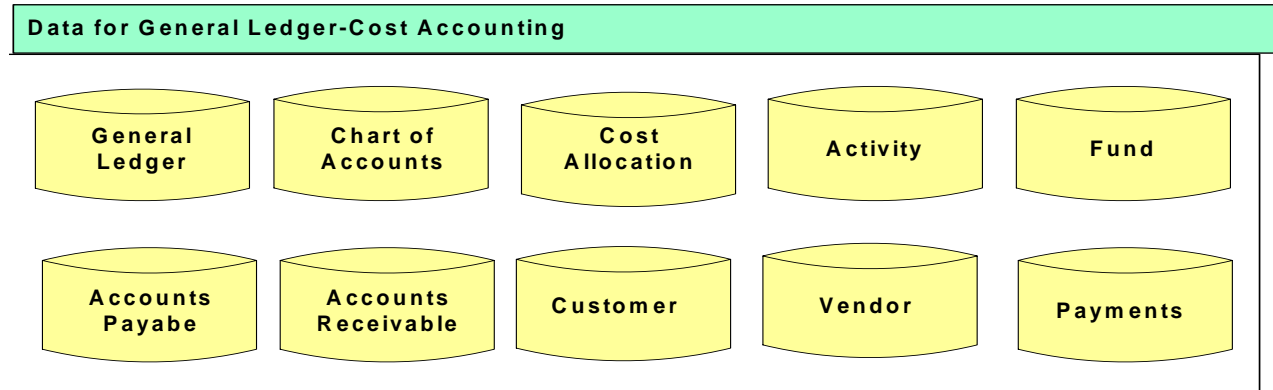 Data for General Ledger-Cost Accounting
General
Ledger
Chart of
Accounts
Cost
Allocation
Activity
Fund
Accounts
Payabe
Accounts
Receivable
Customer
Vendor
Payments